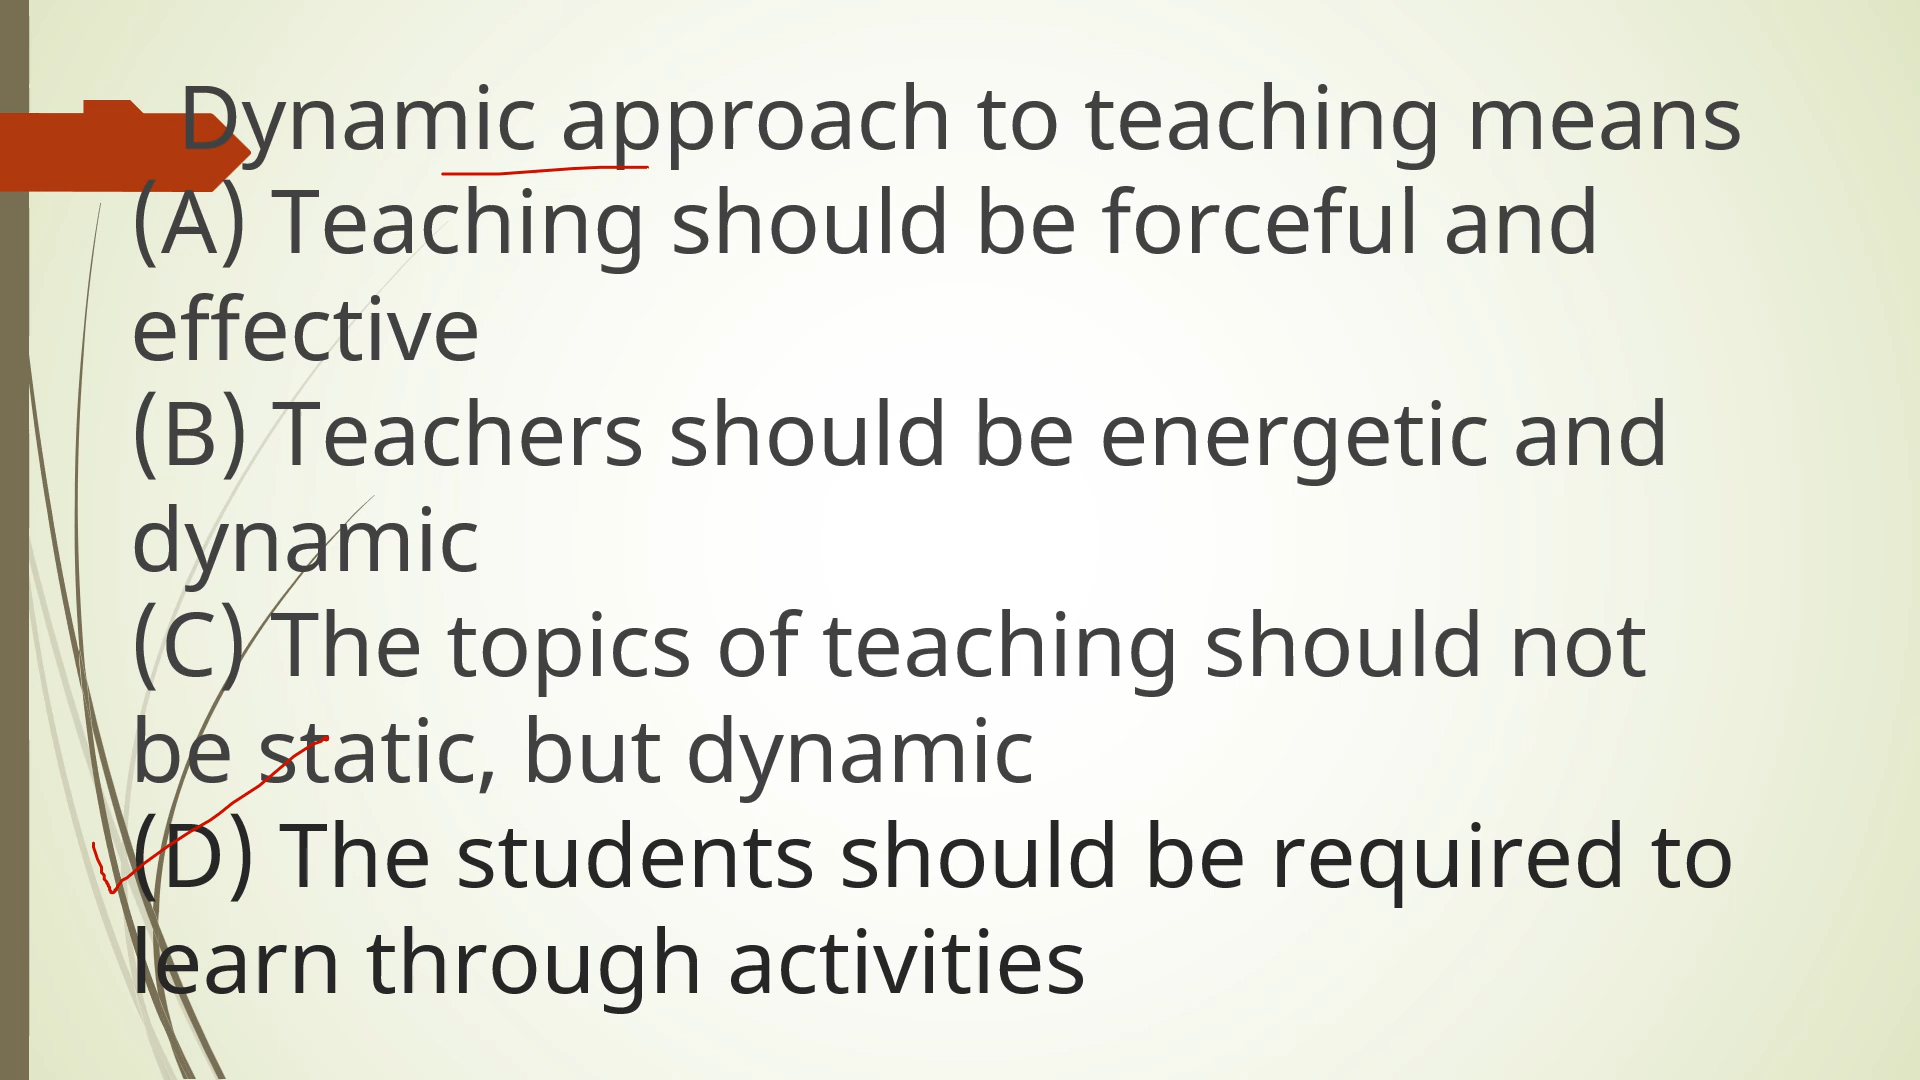 Dynamic approach to teaching means
(A) Teaching should be forceful and
effective
(B) Teachers should be energetic and
dynamic
(C) The topics of teaching should not
be static, but dynamic
(D) The students should be required to
learn through activities